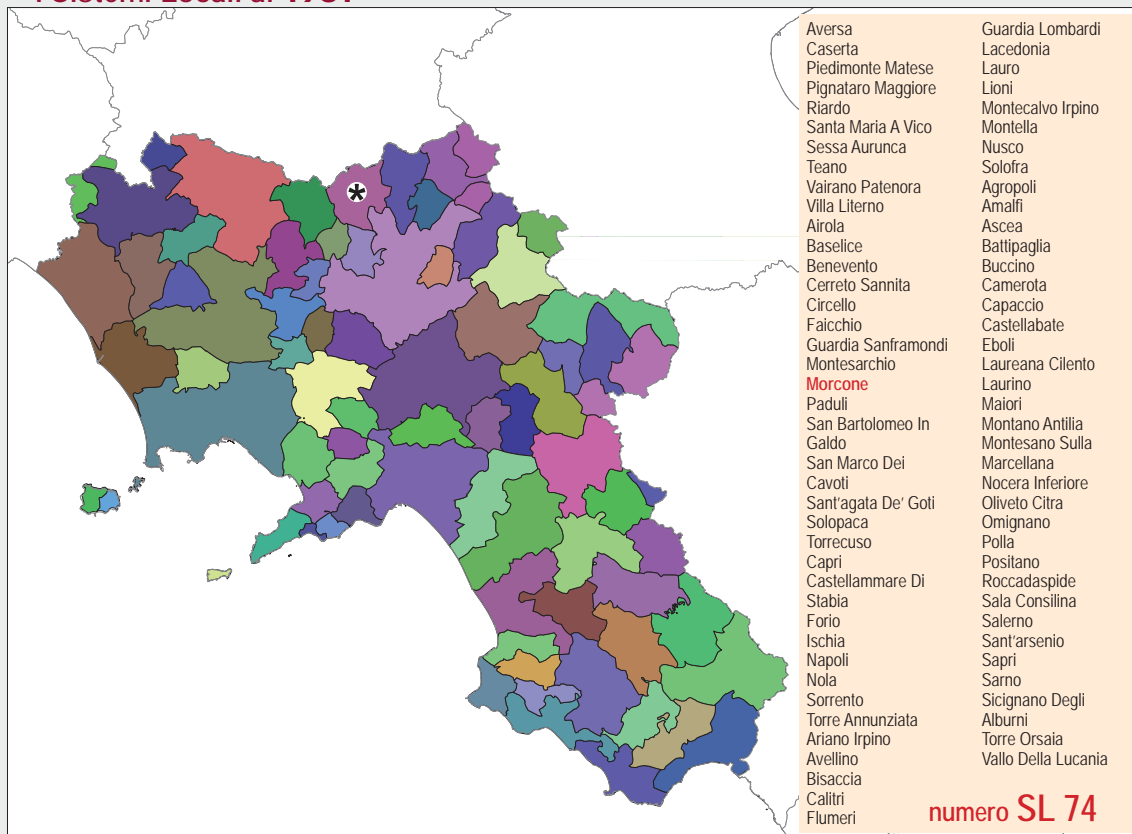 Aversa
Caserta
Piedimonte Matese
Pignataro Maggiore
Riardo
Santa Maria A Vico
Sessa Aurunca
Teano
Vairano Patenora
Villa Literno
Airola
Baselice
Benevento
Cerreto Sannita
Circello
Faicchio
Guardia Sanframondi
Montesarchio
Morcone
Paduli
San Bartolomeo In
Galdo
San Marco Dei
Cavoti
Sant'agata De' Goti
Solopaca
Torrecuso
Capri
Castellammare Di
Stabia
Forio
Ischia
Napoli
Nola
Sorrento
Torre Annunziata
Ariano Irpino
Avellino
Bisaccia
Calitri
Flumeri
Guardia Lombardi
Lacedonia
Lauro
Lioni
Montecalvo Irpino
Montella
Nusco
Solofra
Agropoli
Amalfi
Ascea
Battipaglia
Buccino
Camerota
Capaccio
Castellabate
Eboli
Laureana Cilento
Laurino
Maiori
Montano Antilia
Montesano Sulla
Marcellana
Nocera Inferiore
Oliveto Citra
Omignano
Polla
Positano
Roccadaspide
Sala Consilina
Salerno
Sant'arsenio
Sapri
Sarno
Sicignano Degli
Alburni
Torre Orsaia
Vallo Della Lucania
numero SL 74